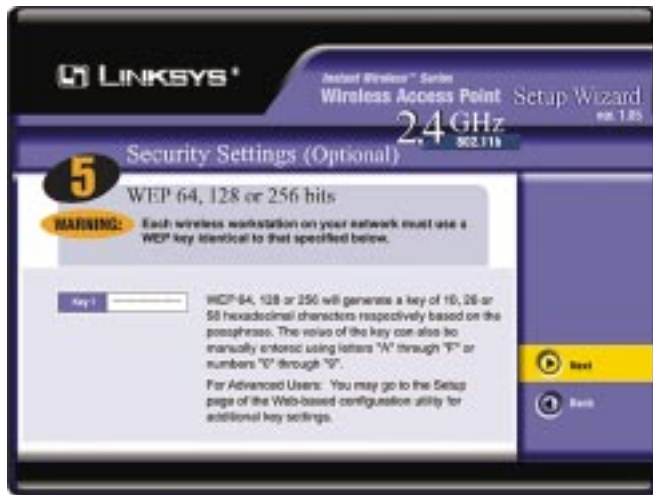 LINKSYS®
Instant Wireless™ Series
Wireless Access Point Setup Wizard
ver. 1.05
2.4 GHz
802.11b
5
Security Settings (Optional)
WEP 64, 128 or 256 bits
WARNING: Each wireless workstation on your network must use a
WEP key identical to that specified below.
Key 1
WEP 64, 128 or 256 will generate a key of 10, 26 or
58 hexadecimal characters respectively based on the
passphrase. The value of the key can also be
manually entered using letters "A" through "F" or
numbers "0" through "9".
For Advanced Users: You may go to the Setup
page of the Web-based configuration utility for
additional key settings.
Next
Back